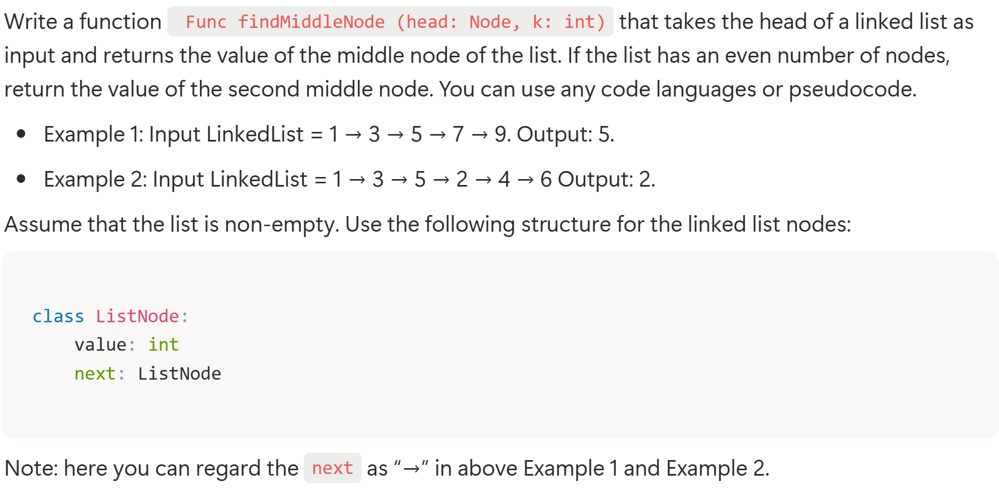 Write a function Func findMiddleNode (head: Node, k: int) that takes the head of a linked list as
input and returns the value of the middle node of the list. If the list has an even number of nodes,
return the value of the second middle node. You can use any code languages or pseudocode.
• Example 1: Input LinkedList = 1 → 3 → 5 → 7 → 9. Output: 5.
• Example 2: Input LinkedList = 1 → 3 → 5 → 2 → 4 → 6 Output: 2.
Assume that the list is non-empty. Use the following structure for the linked list nodes:
class ListNode:
    value: int
    next: ListNode
Note: here you can regard the next as “→” in above Example 1 and Example 2.